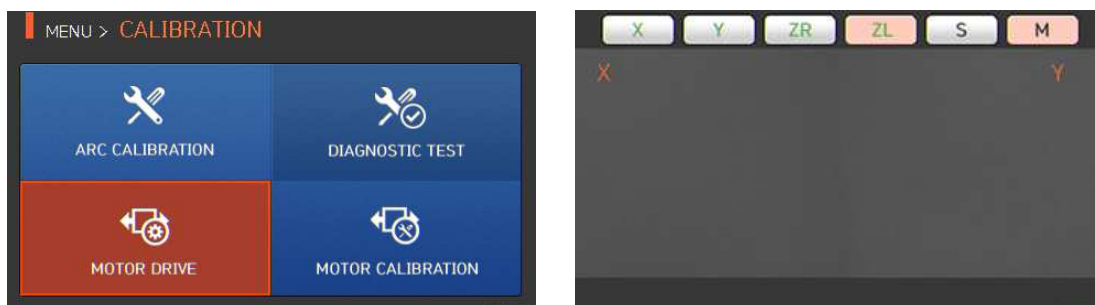 MENU > CALIBRATION
ARC CALIBRATION
DIAGNOSTIC TEST
MOTOR DRIVE
MOTOR CALIBRATION
X Y ZR ZL S M
X Y